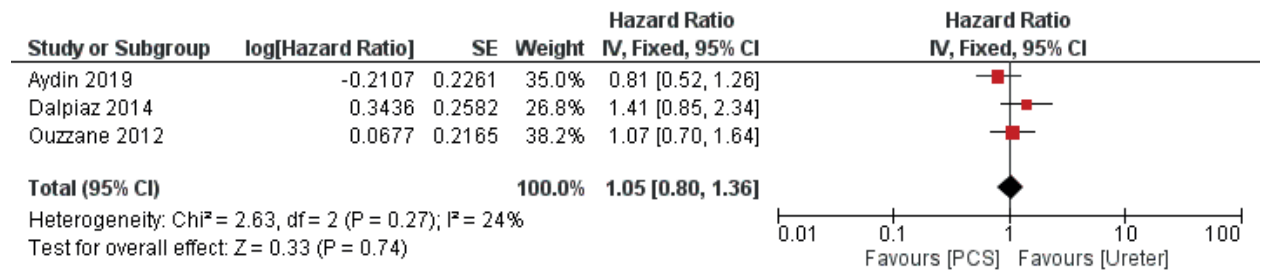 Hazard Ratio Hazard Ratio
Study or Subgroup log[Hazard Ratio] SE Weight IV, Fixed, 95% CI IV, Fixed, 95% CI
Aydin 2019 -0.2107 0.2261 35.0% 0.81 [0.52, 1.26]
Dalpiaz 2014 0.3436 0.2582 26.8% 1.41 [0.85, 2.34]
Ouzzane 2012 0.0677 0.2165 38.2% 1.07 [0.70, 1.64]
Total (95% CI) 100.0% 1.05 [0.80, 1.36]
Heterogeneity: Chi² = 2.63, df = 2 (P = 0.27); I² = 24%
Test for overall effect: Z = 0.33 (P = 0.74)
0.01 0.1 1 10 100
Favours [PCS] Favours [Ureter]